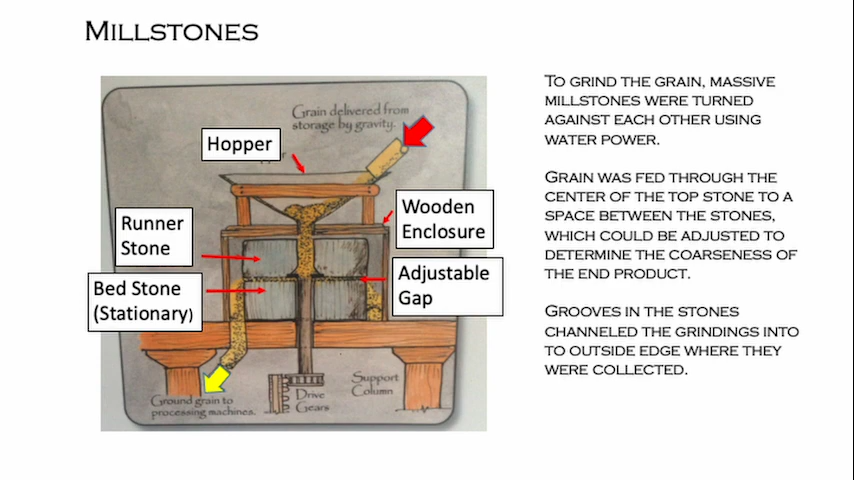 MILLSTONES
Grain delivered from
storage by gravity.
Hopper
Runner
Stone
Wooden
Enclosure
Bed Stone
(Stationary)
Adjustable
Gap
Support
Column
Drive
Gears
Ground grain to
processing machines.
TO GRIND THE GRAIN, MASSIVE
MILLSTONES WERE TURNED
AGAINST EACH OTHER USING
WATER POWER.
GRAIN WAS FED THROUGH THE
CENTER OF THE TOP STONE TO A
SPACE BETWEEN THE STONES,
WHICH COULD BE ADJUSTED TO
DETERMINE THE COARSENESS OF
THE END PRODUCT.
GROOVES IN THE STONES
CHANNELED THE GRINDINGS INTO
TO OUTSIDE EDGE WHERE THEY
WERE COLLECTED.